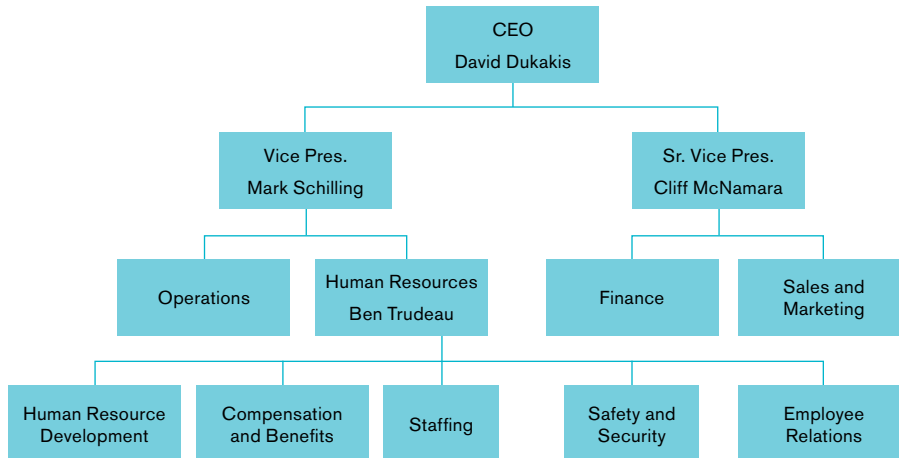 CEO
David Dukakis
Vice Pres.
Mark Schilling
Sr. Vice Pres.
Cliff McNamara
Operations
Human Resources
Ben Trudeau
Finance
Sales and
Marketing
Human Resource
Development
Compensation
and Benefits
Staffing
Safety and
Security
Employee
Relations